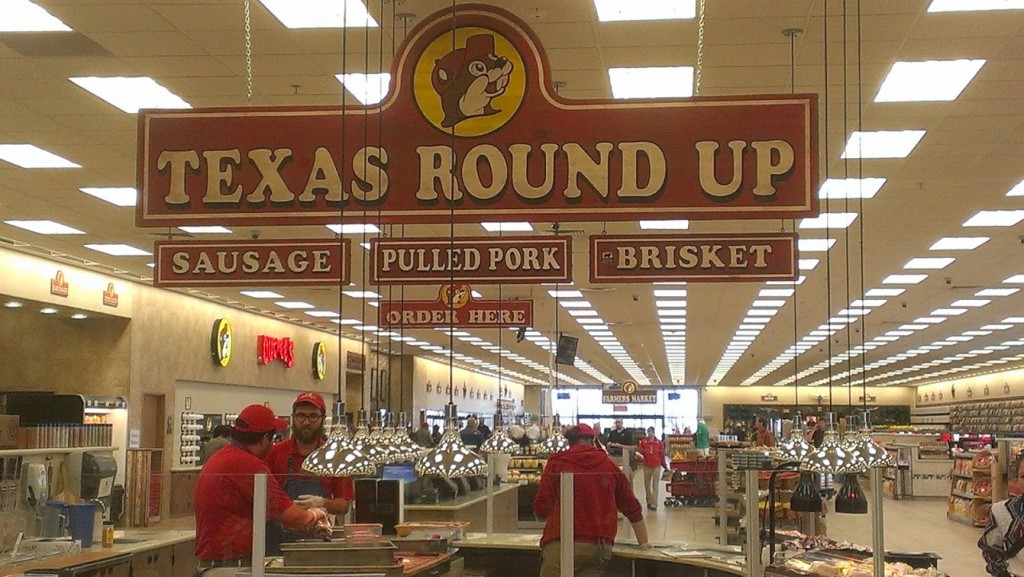 TEXAS ROUND UP
SAUSAGE
PULLED PORK
BRISKET
ORDER HERE
FARMERS MARKET